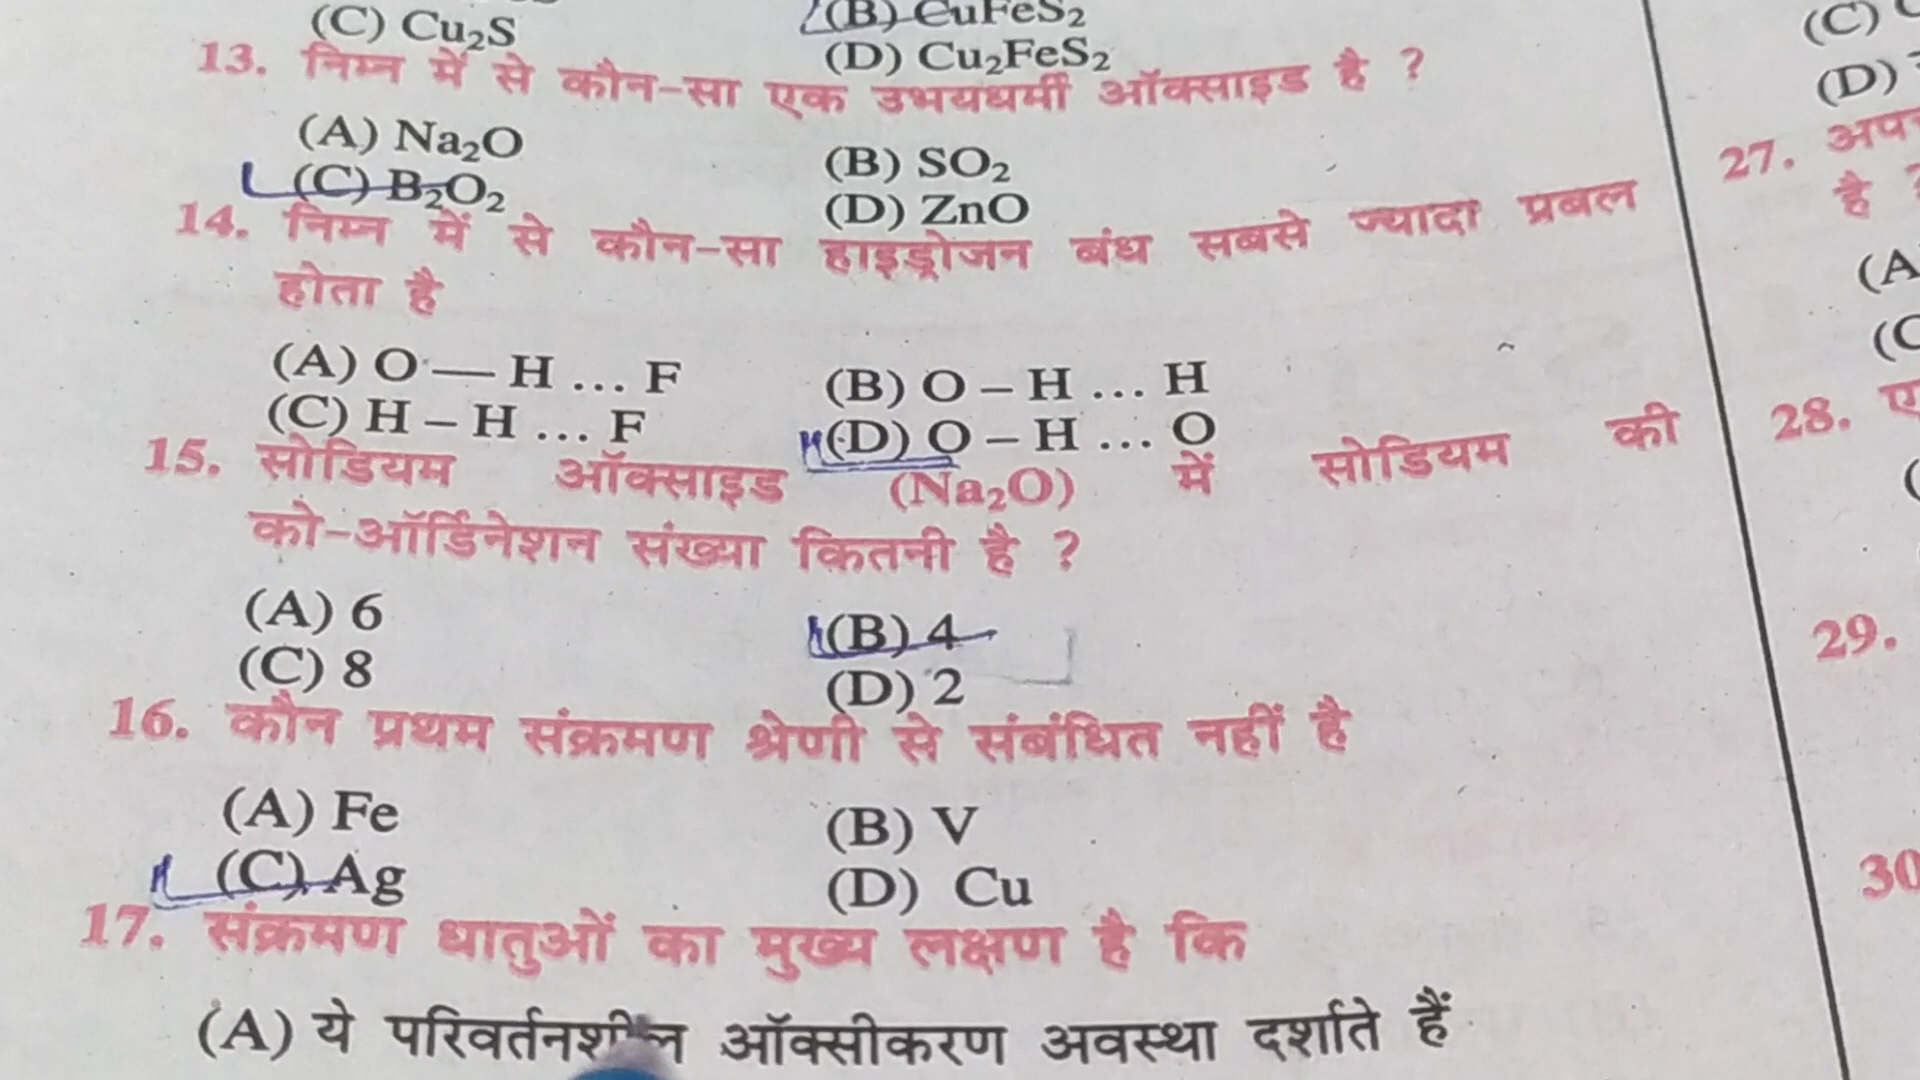 (C) Cu₂S
(B) CuFeS₂
(D) Cu₂FeS₂
13. निम्न में से कौन-सा एक उभयधर्मी ऑक्साइड है ?
(A) Na₂O
(B) SO₂
(C) B₂O₂
(D) ZnO
14. निम्न में से कौन-सा हाइड्रोजन बंध सबसे ज्यादा प्रबल
होता है
(A) O — H ... F
(B) O – H ... H
(C) H – H ... F
(D) O – H ... O
15. सोडियम ऑक्साइड (Na₂O) में सोडियम की
को-ऑर्डिनेशन संख्या कितनी है ?
(A) 6
(B) 4
(C) 8
(D) 2
16. कौन प्रथम संक्रमण श्रेणी से संबंधित नहीं है
(A) Fe
(B) V
(C) Ag
(D) Cu
17. संक्रमण धातुओं का मुख्य लक्षण है कि
(A) ये परिवर्तनशील ऑक्सीकरण अवस्था दर्शाते हैं
(C)
(D)
27.
है
(A
(C
28.
29.
30